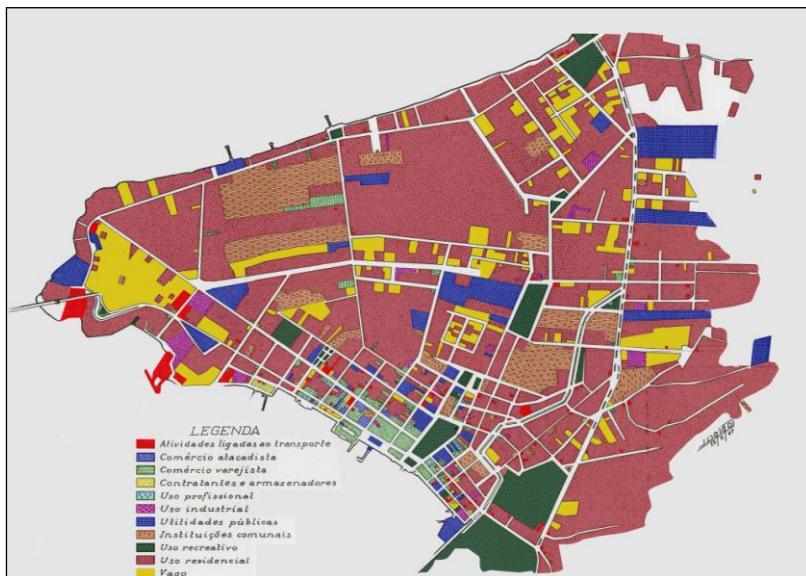 LEGENDA
Atividades ligadas ao transporte
Comércio atacadista
Comércio varejista
Contratantes e armazenadores
Uso profissional
Uso industrial
Utilidades públicas
Instituições comunais
Uso recreativo
Uso residencial
Vago